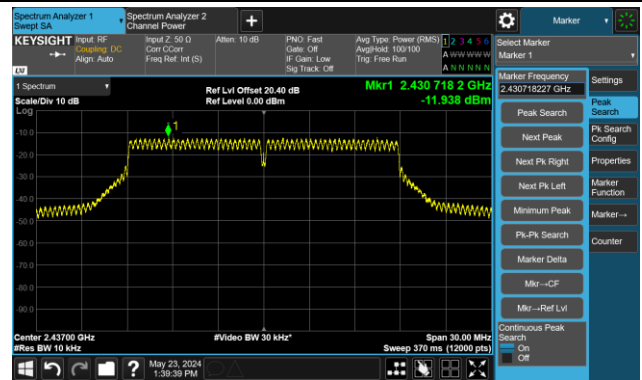 Spectrum Analyzer 1
Swept SA
Spectrum Analyzer 2
Channel Power
Marker
KEYSIGHT
Input: RF
Coupling: DC
Align: Auto
Input Z: 50 Ω
Corr CCorr
Freq Ref: Int (S)
Atten: 10 dB
PNO: Fast
Gate: Off
IF Gain: Low
Sig Track: Off
Avg Type: Power (RMS)
Avg|Hold: 100/100
Trig: Free Run
1 2 3 4 5 6
A W W W W W
A N N N N N
LXI
Select Marker
Marker 1
1 Spectrum
Scale/Div 10 dB
Log
Ref Lvl Offset 20.40 dB
Ref Level 0.00 dBm
Mkr1 2.430 718 2 GHz
-11.938 dBm
1
-10.0
-20.0
-30.0
-40.0
-50.0
-60.0
-70.0
-80.0
-90.0
Center 2.43700 GHz
#Res BW 10 kHz
#Video BW 30 kHz*
Span 30.00 MHz
Sweep 370 ms (12000 pts)
Marker Frequency
2.430718227 GHz
Peak Search
Next Peak
Next Pk Right
Next Pk Left
Minimum Peak
Pk-Pk Search
Marker Delta
Mkr→CF
Mkr→Ref Lvl
Continuous Peak
Search
On
Off
Settings
Peak
Search
Pk Search
Config
Properties
Marker
Function
Marker→
Counter
?
May 23, 2024
1:39:39 PM